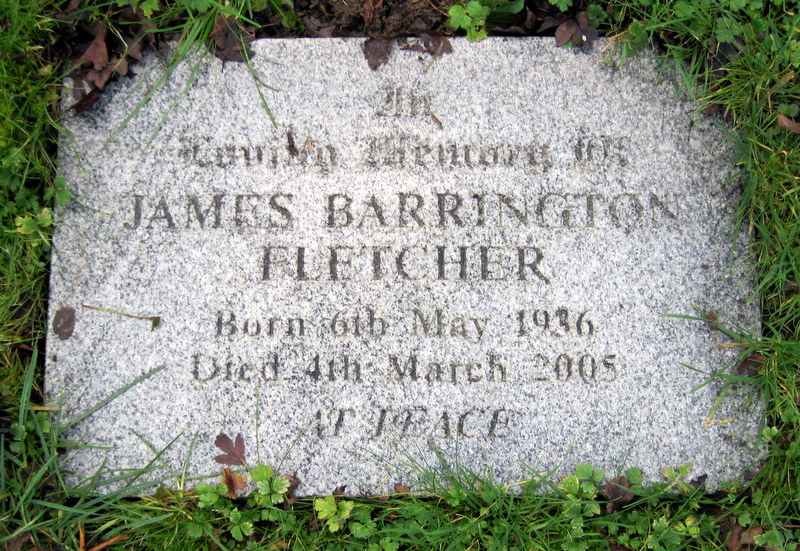 In
Loving Memory Of
JAMES BARRINGTON
FLETCHER
Born 6th May 1936
Died 4th March 2005
AT PEACE